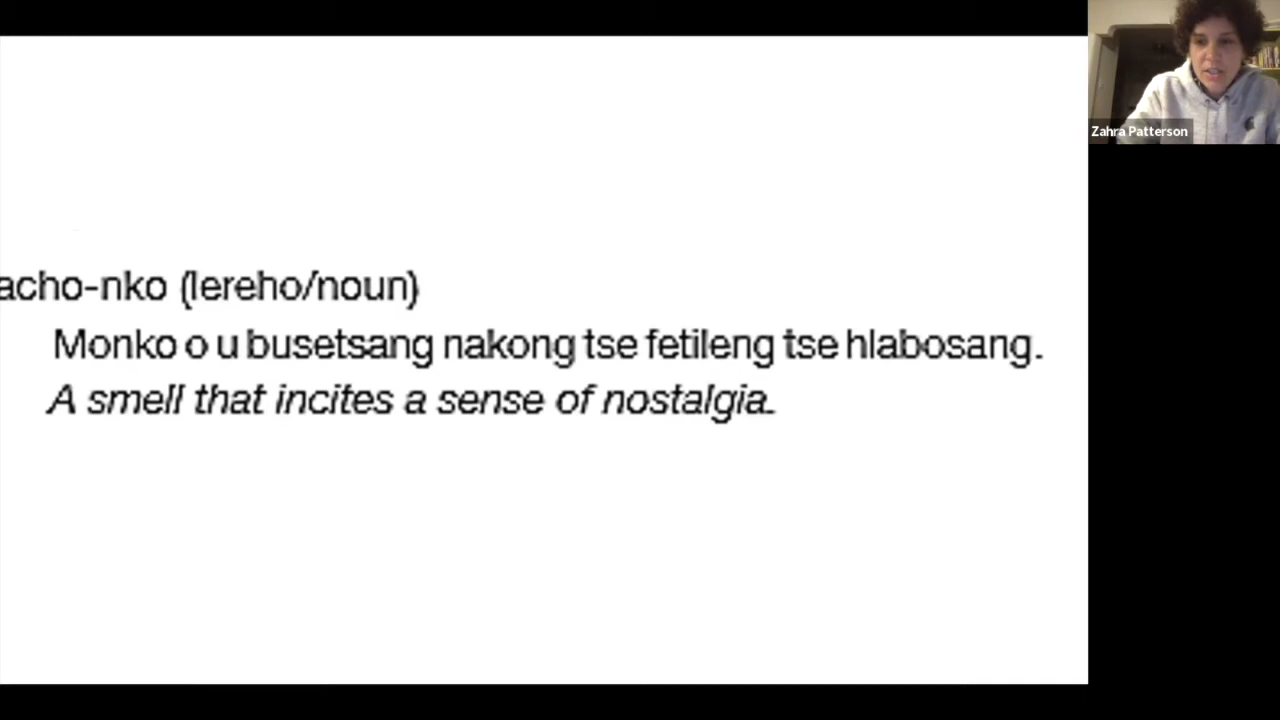 acho-nko (lereho/noun)
Monko o u busetsang nakong tse fetileng tse hlabosang.
A smell that incites a sense of nostalgia.
Zahra Patterson